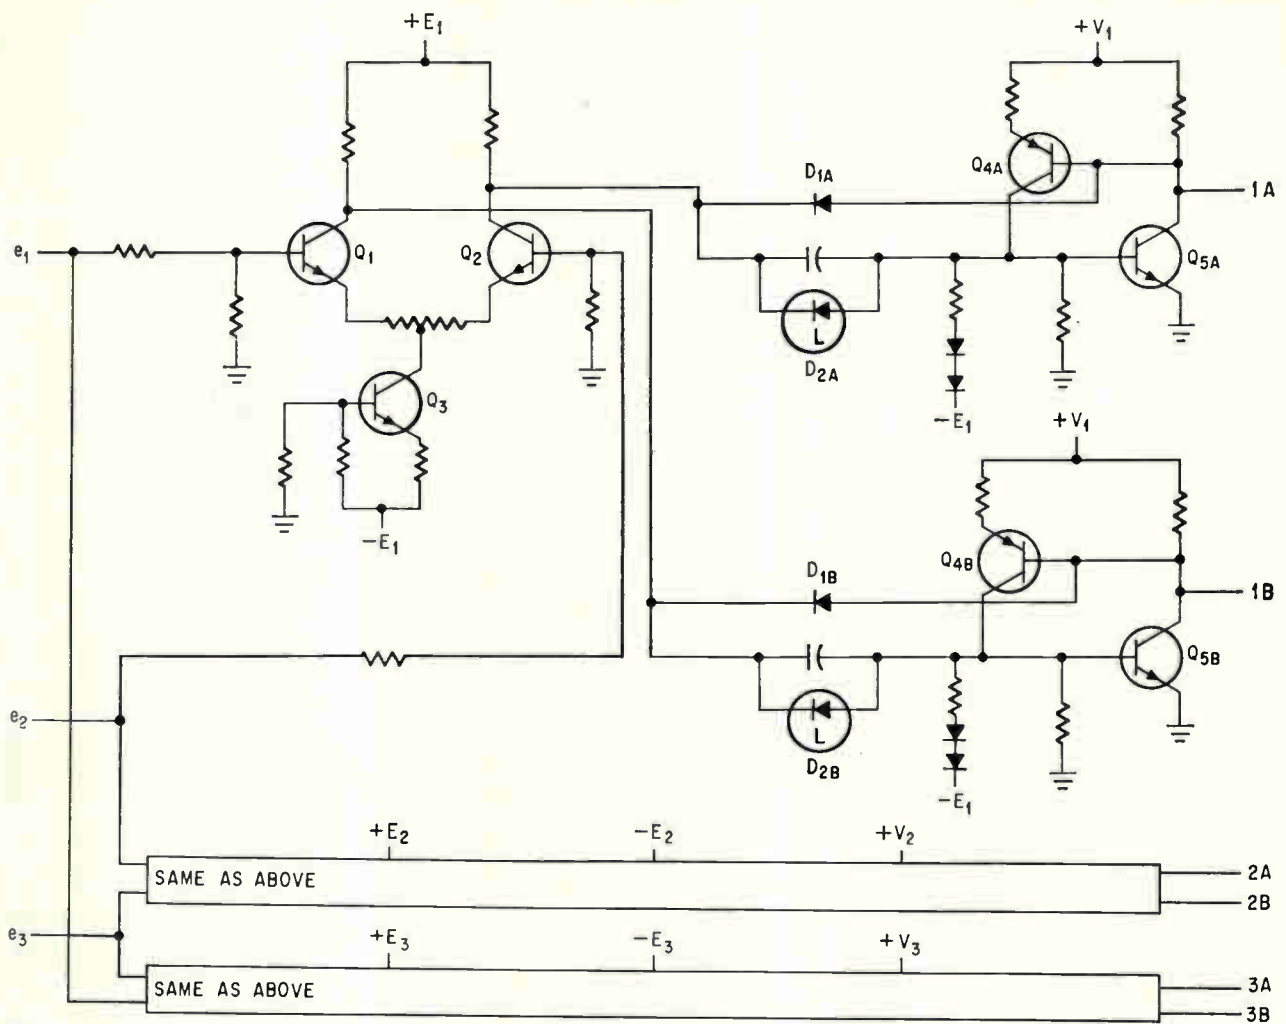 +E₁
+V₁
Q₄A
D₁A
1A
e₁
Q₁
Q₂
Q₅A
L
D₂A
Q₃
-E₁
+V₁
-E₁
Q₄B
D₁B
1B
Q₅B
e₂
L
D₂B
-E₁
+E₂
-E₂
+V₂
SAME AS ABOVE
2A
2B
e₃
+E₃
-E₃
+V₃
SAME AS ABOVE
3A
3B